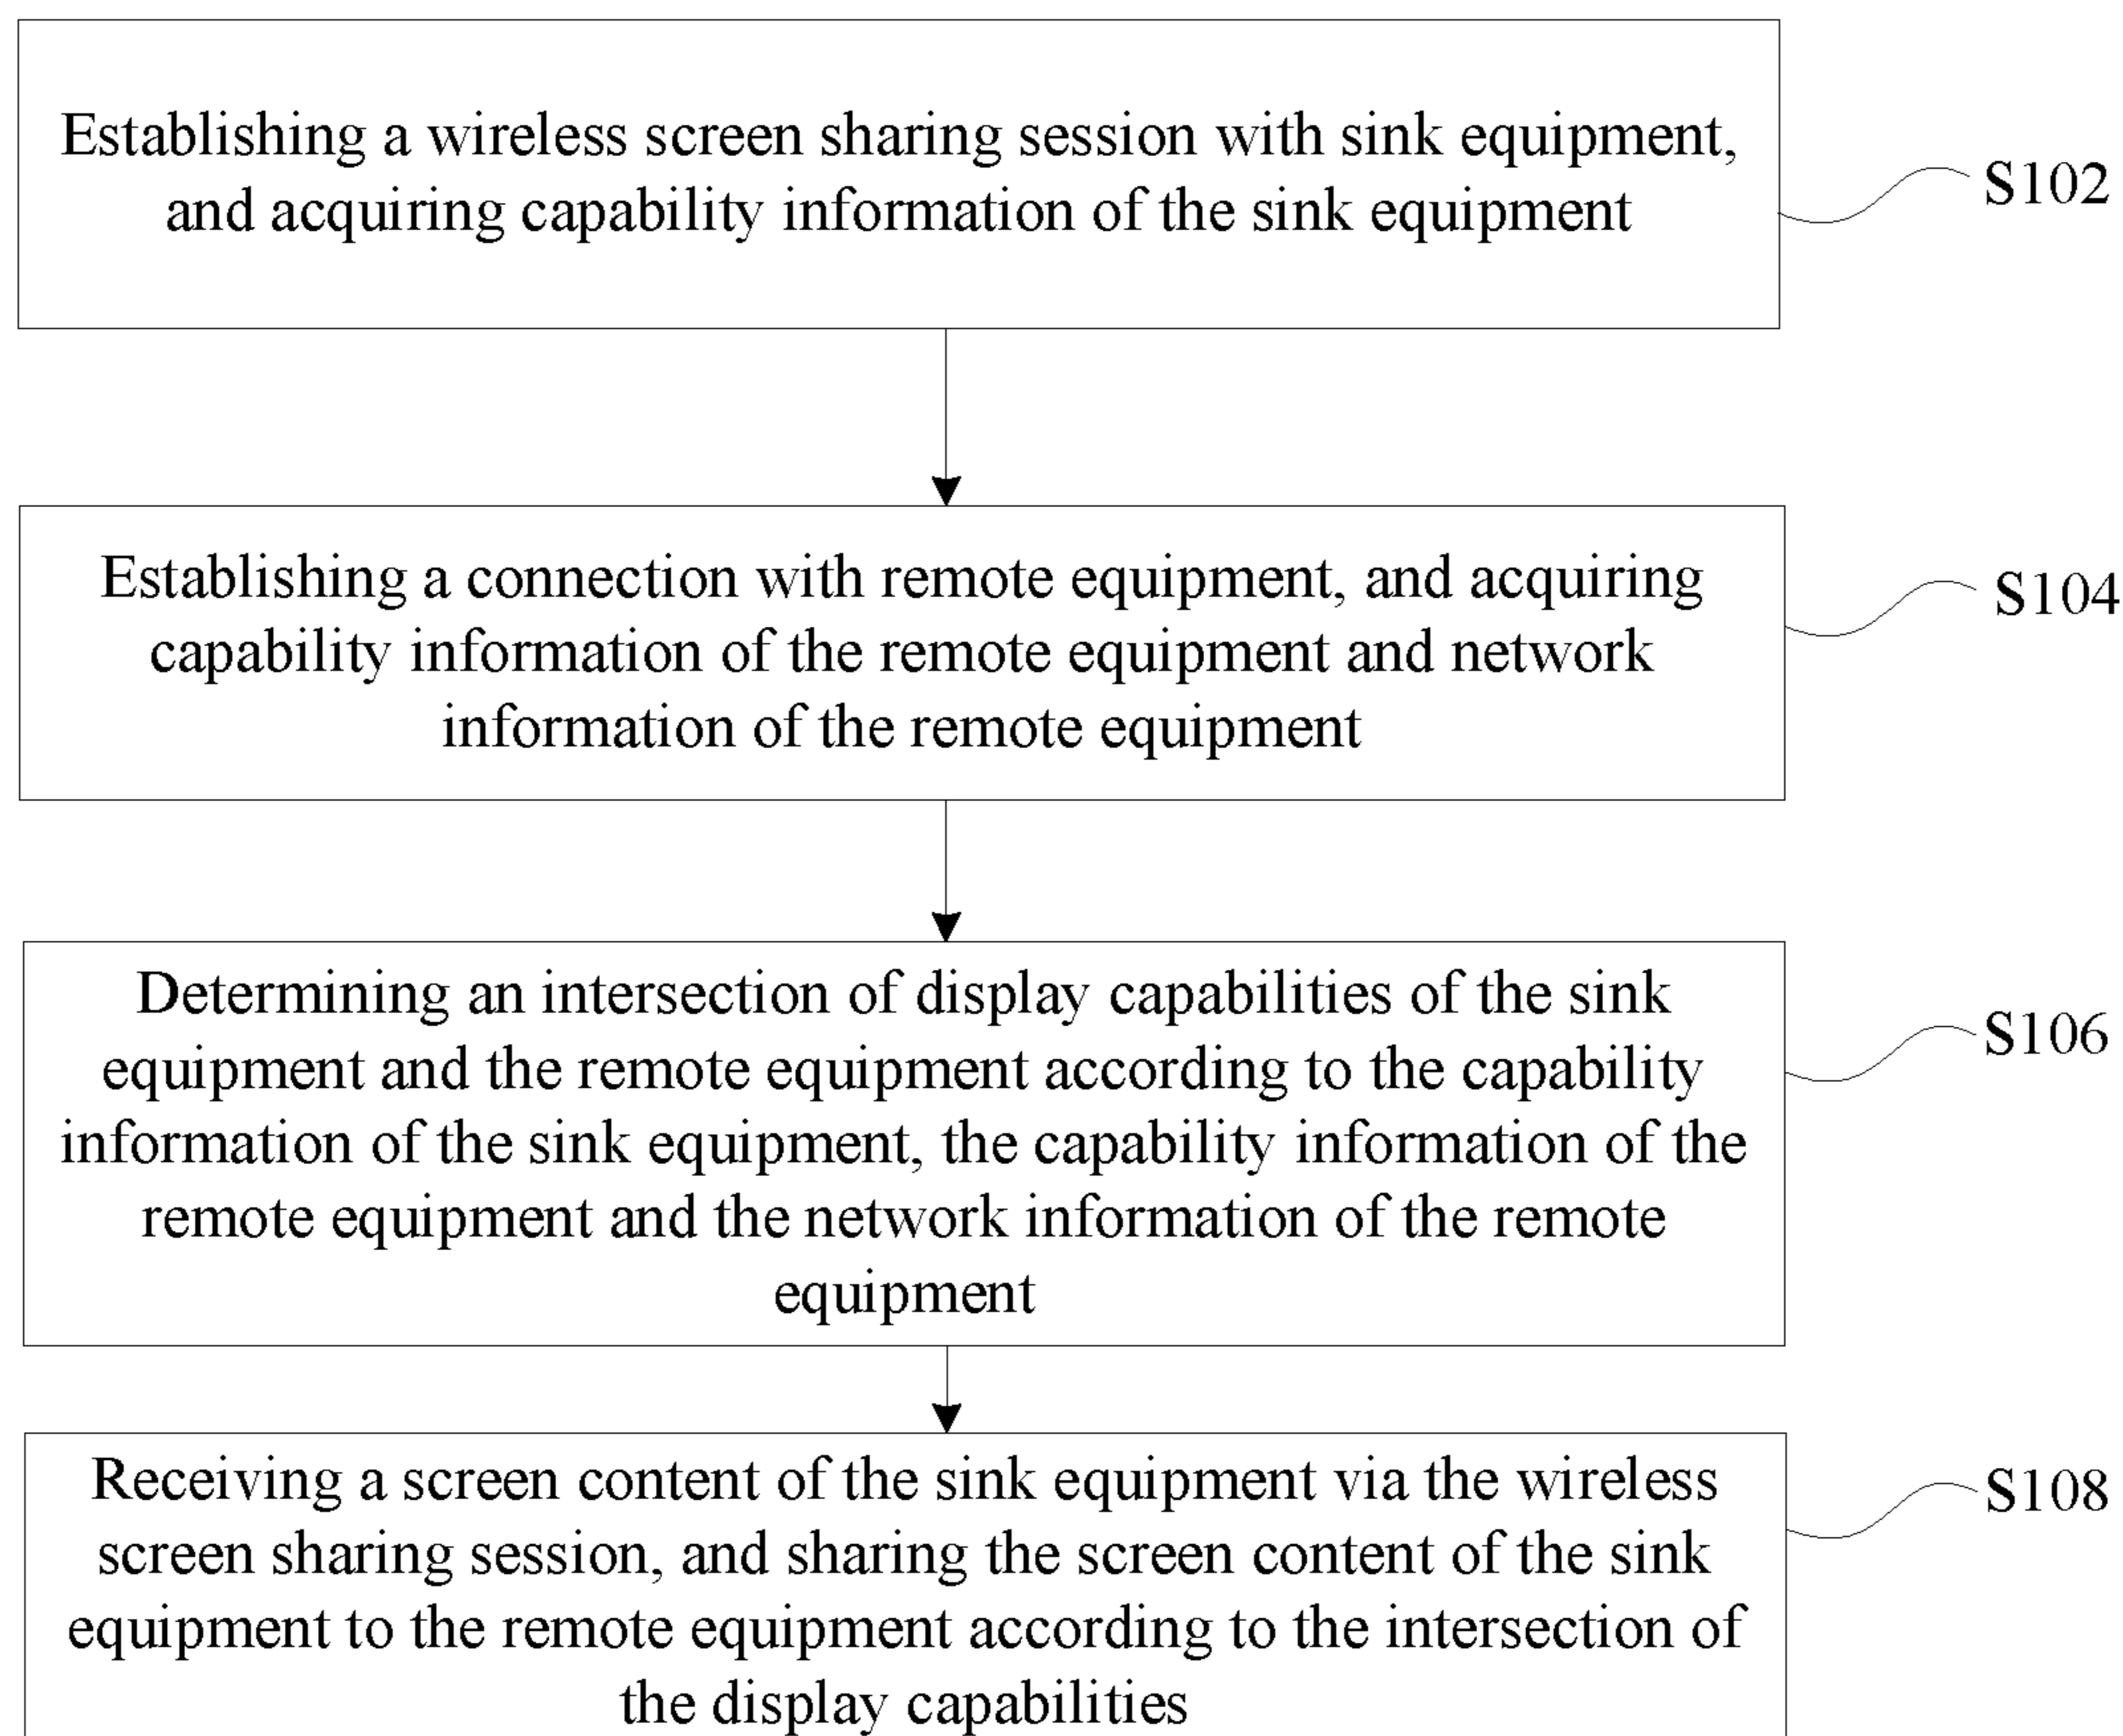 Establishing a wireless screen sharing session with sink equipment,
and acquiring capability information of the sink equipment
S102
Establishing a connection with remote equipment, and acquiring
capability information of the remote equipment and network
information of the remote equipment
S104
Determining an intersection of display capabilities of the sink
equipment and the remote equipment according to the capability
information of the sink equipment, the capability information of the
remote equipment and the network information of the remote
equipment
S106
Receiving a screen content of the sink equipment via the wireless
screen sharing session, and sharing the screen content of the sink
equipment to the remote equipment according to the intersection of
the display capabilities
S108